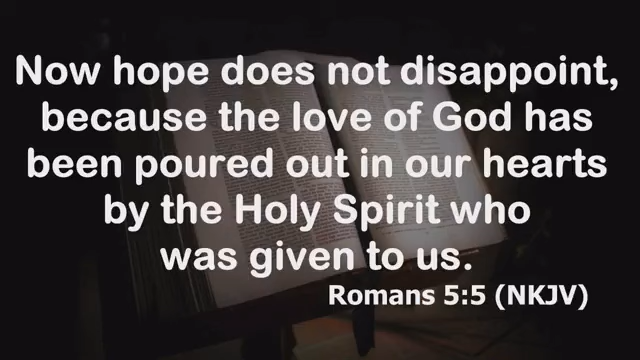 Now hope does not disappoint,
because the love of God has
been poured out in our hearts
by the Holy Spirit who
was given to us.
Romans 5:5 (NKJV)